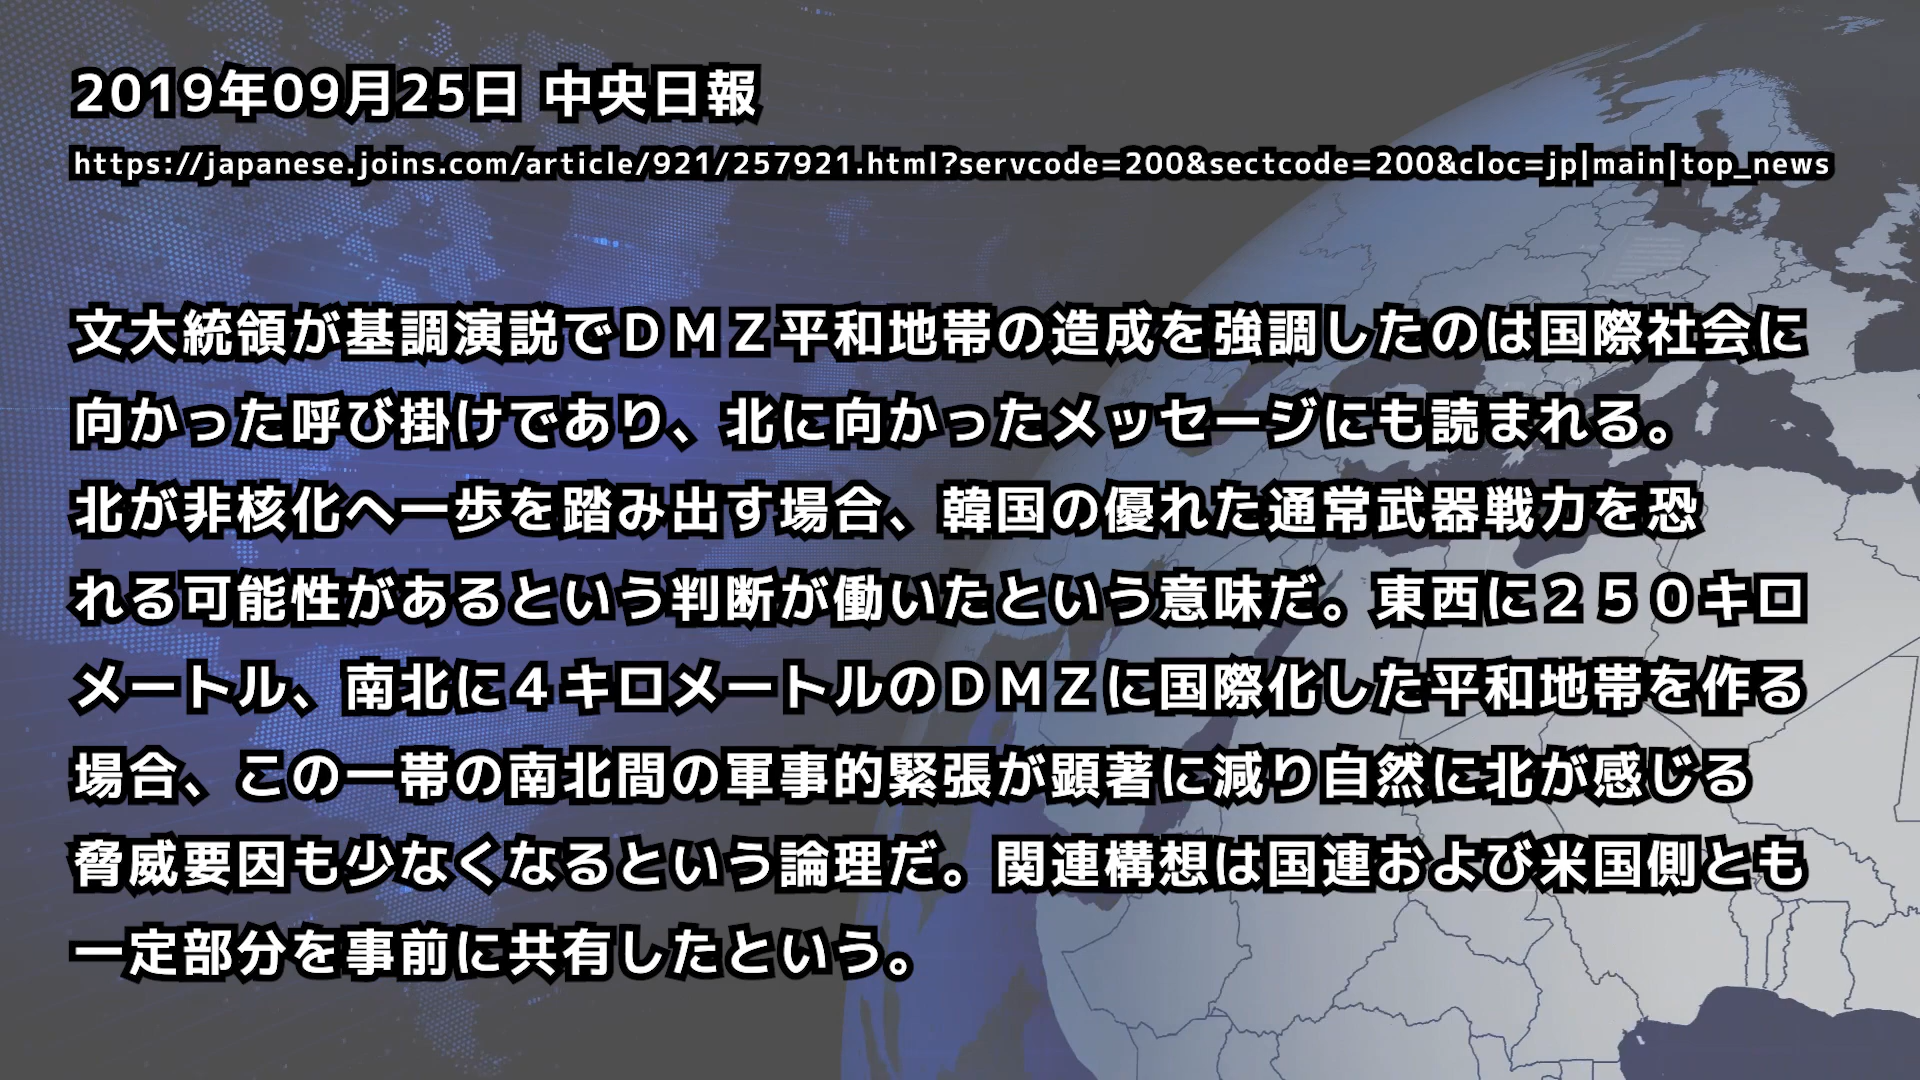 2019年09月25日 中央日報
https://japanese.joins.com/article/921/257921.html?servcode=200&sectcode=200&cloc=jp|main|top_news
文大統領が基調演説でＤＭＺ平和地帯の造成を強調したのは国際社会に
向かった呼び掛けであり、北に向かったメッセージにも読まれる。
北が非核化へ一歩を踏み出す場合、韓国の優れた通常武器戦力を恐
れる可能性があるという判断が働いたという意味だ。東西に２５０キロ
メートル、南北に４キロメートルのＤＭＺに国際化した平和地帯を作る
場合、この一帯の南北間の軍事的緊張が顕著に減り自然に北が感じる
脅威要因も少なくなるという論理だ。関連構想は国連および米国側とも
一定部分を事前に共有したという。